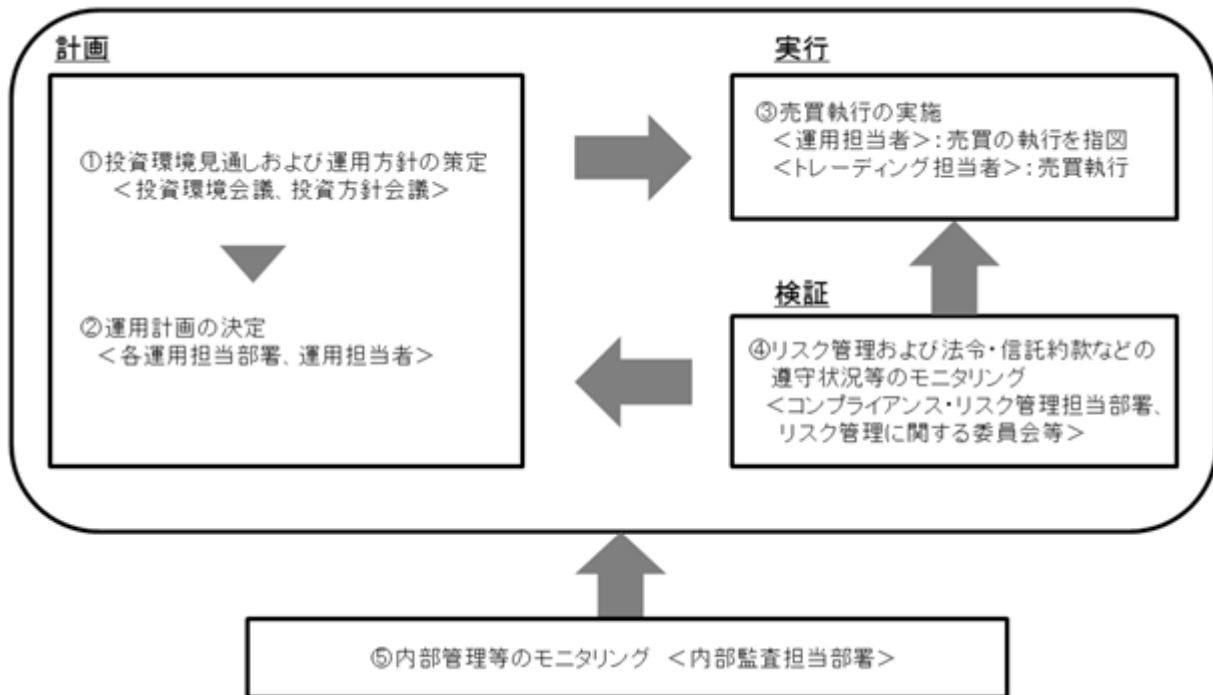 計画
①投資環境見通しおよび運用方針の策定
＜投資環境会議、投資方針会議＞
②運用計画の決定
＜各運用担当部署、運用担当者＞
実行
③売買執行の実施
＜運用担当者＞：売買の執行を指図
＜トレーディング担当者＞：売買執行
検証
④リスク管理および法令・信託約款などの
遵守状況等のモニタリング
＜コンプライアンス・リスク管理担当部署、
リスク管理に関する委員会等＞
⑤内部管理等のモニタリング ＜内部監査担当部署＞